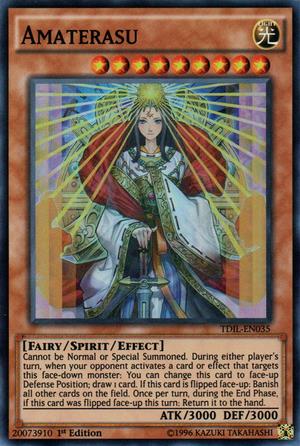 AMATERASU
LIGHT
光
TDIL-EN035
[FAIRY/SPIRIT/EFFECT]
Cannot be Normal or Special Summoned. During either player's
turn, when your opponent activates a card or effect that targets
this face-down monster: You can change this card to face-up
Defense Position; draw 1 card. If this card is flipped face-up: Banish
all other cards on the field. Once per turn, during the End Phase,
if this card was flipped face-up this turn: Return it to the hand.
ATK/3000 DEF/3000
20073910 1st Edition ©1996 KAZUKI TAKAHASHI